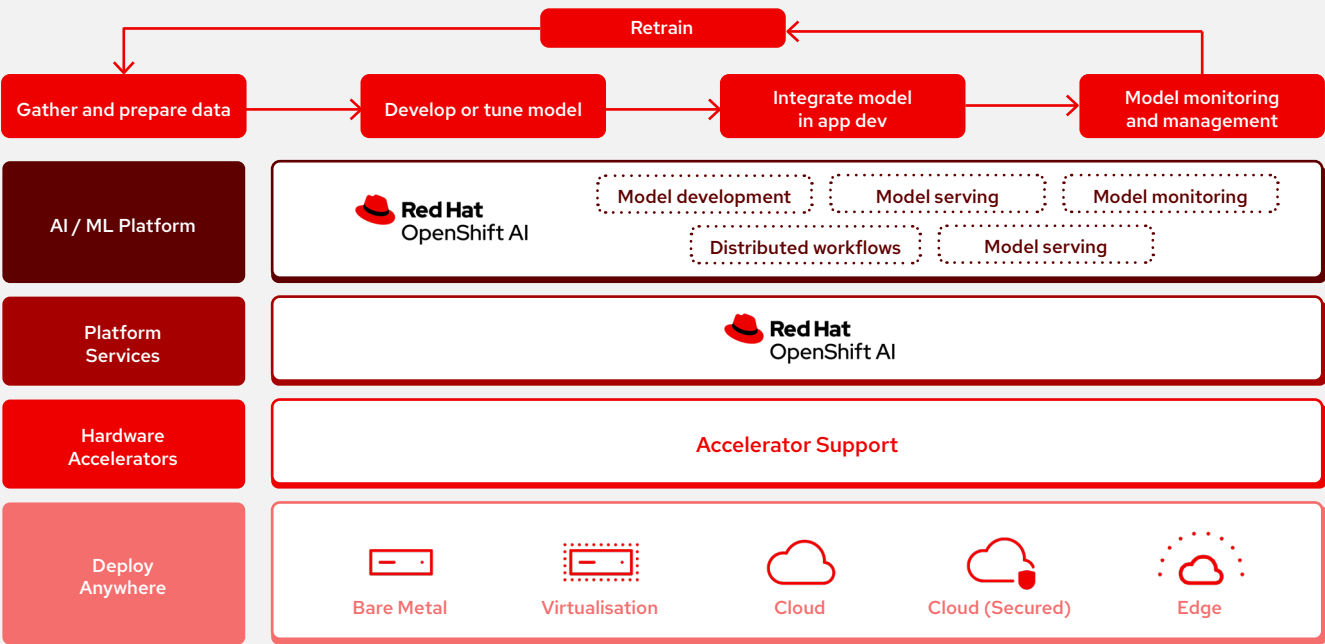 Retrain
Gather and prepare data
Develop or tune model
Integrate model
in app dev
Model monitoring
and management
AI / ML Platform
Red Hat
OpenShift AI
Model development
Model serving
Model monitoring
Distributed workflows
Model serving
Platform
Services
Red Hat
OpenShift AI
Hardware
Accelerators
Accelerator Support
Deploy
Anywhere
Bare Metal
Virtualisation
Cloud
Cloud (Secured)
Edge